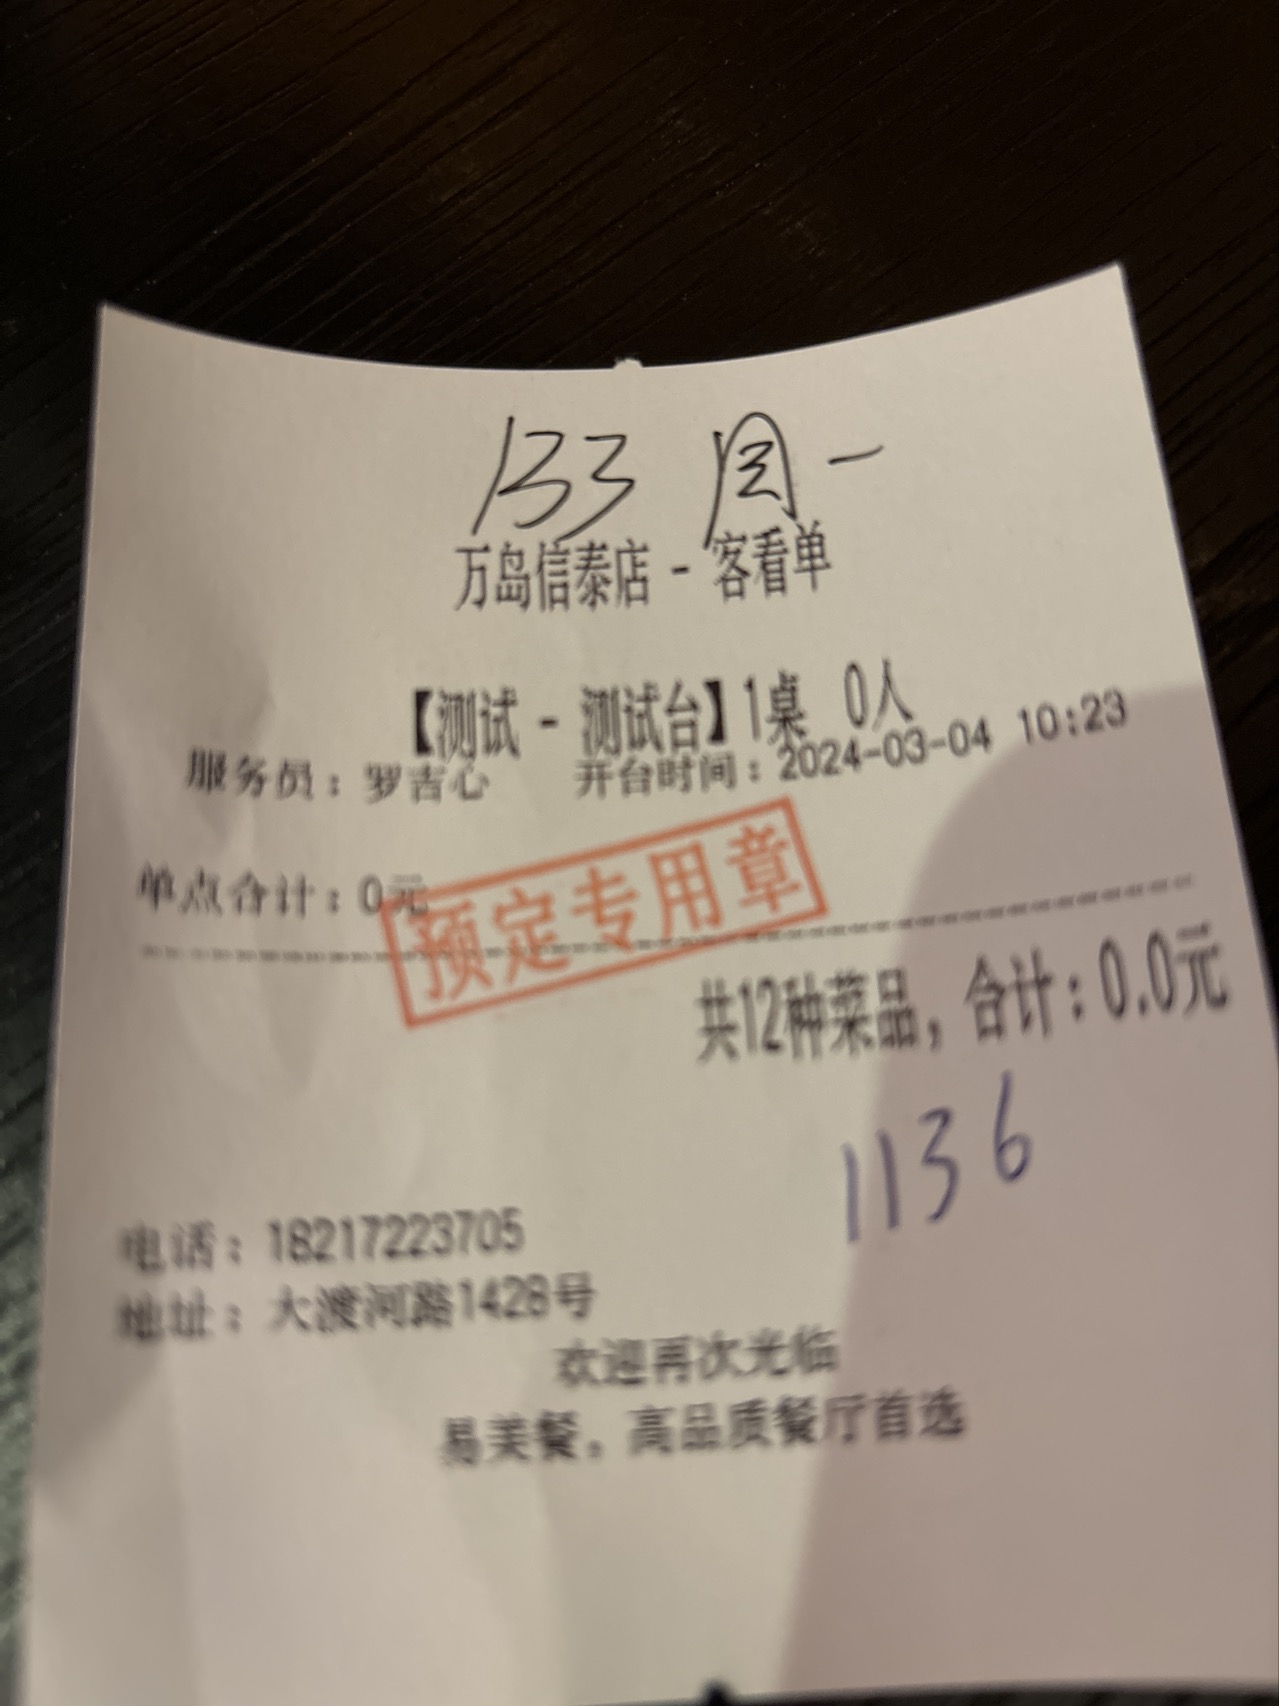 133 周一
万岛信泰店 - 客看单
【测试 - 测试台】1桌 0人
服务员：罗吉心 开台时间：2024-03-04 10:23
单点合计：0元
预定专用章
共12种菜品，合计：0.0元
1136
电话：18217223705
地址：大渡河路1428号
欢迎再次光临
易美餐，高品质餐厅首选